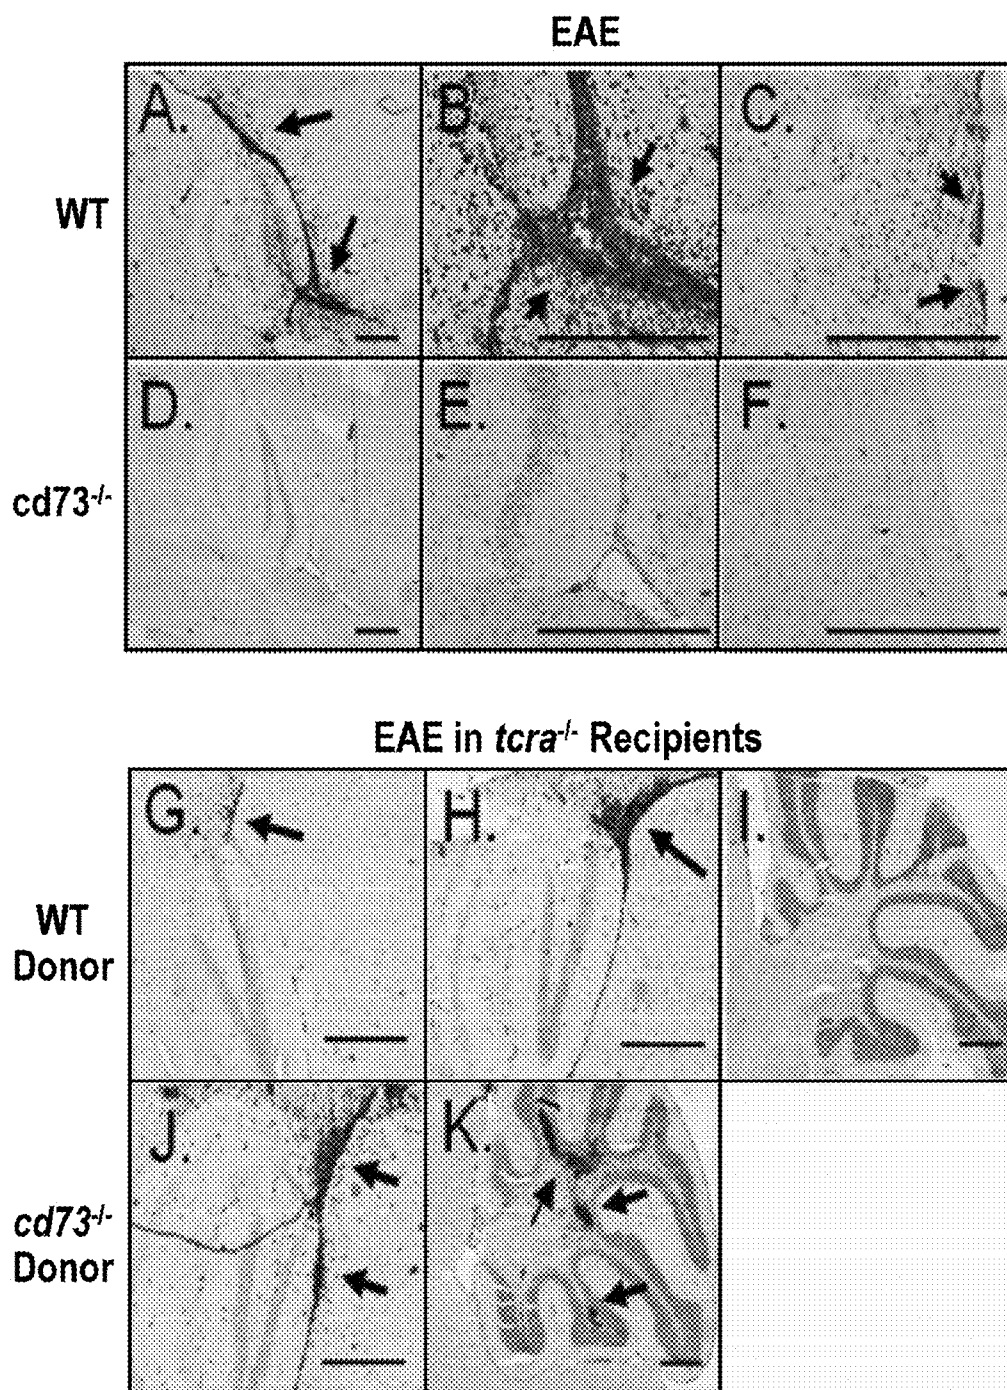 EAE
A. B. C.
WT
D. E. F.
cd73-/-
EAE in tcra-/- Recipients
G. H. I.
WT
Donor
J. K.
cd73-/-
Donor